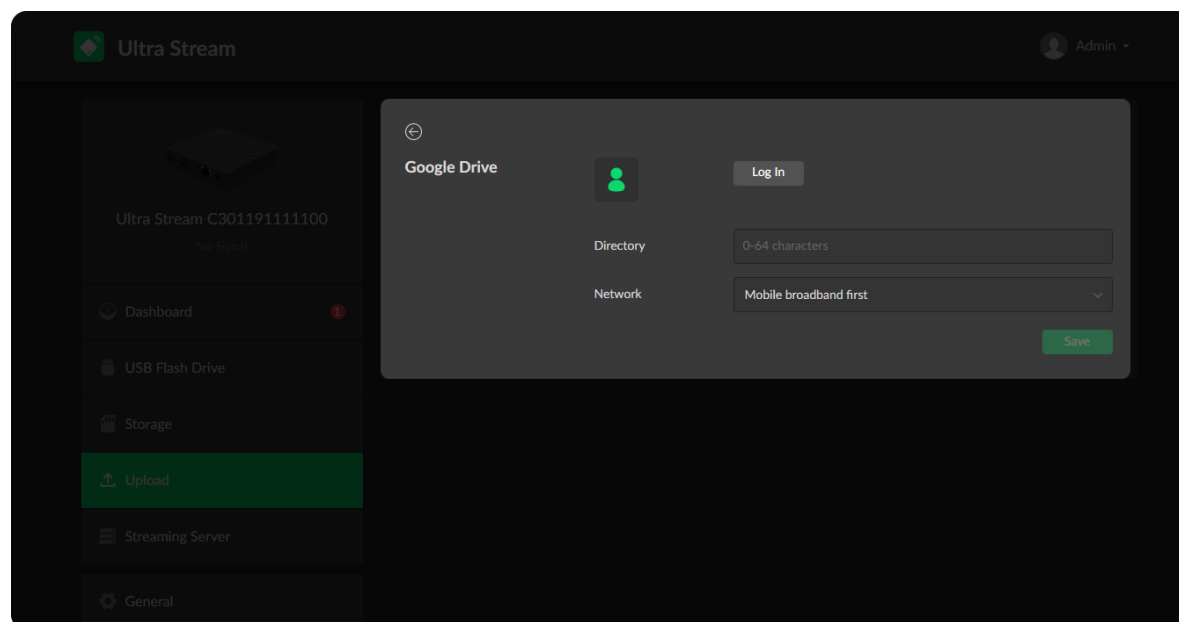 Ultra Stream
Admin
Ultra Stream C301191111100
No Signal
Dashboard
1
USB Flash Drive
Storage
Upload
Streaming Server
General
Google Drive
Log In
Directory
0-64 characters
Network
Mobile broadband first
Save